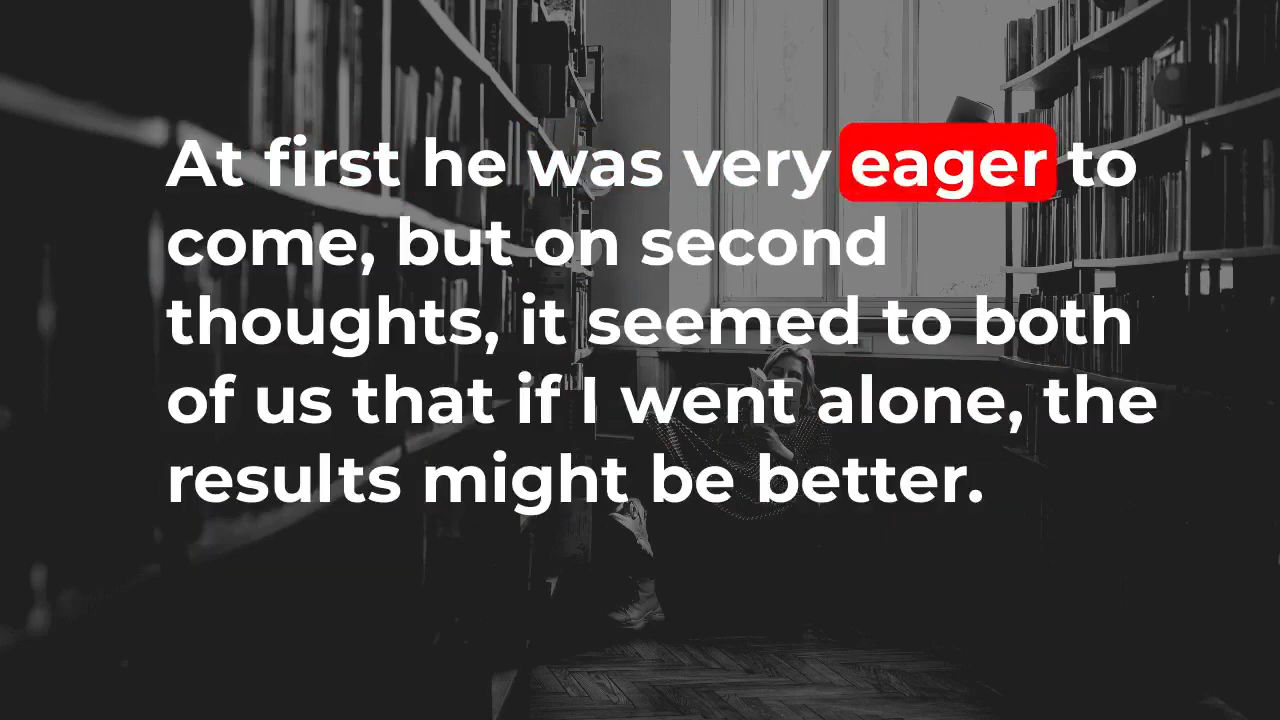 At first he was very eager to
come, but on second
thoughts, it seemed to both
of us that if I went alone, the
results might be better.